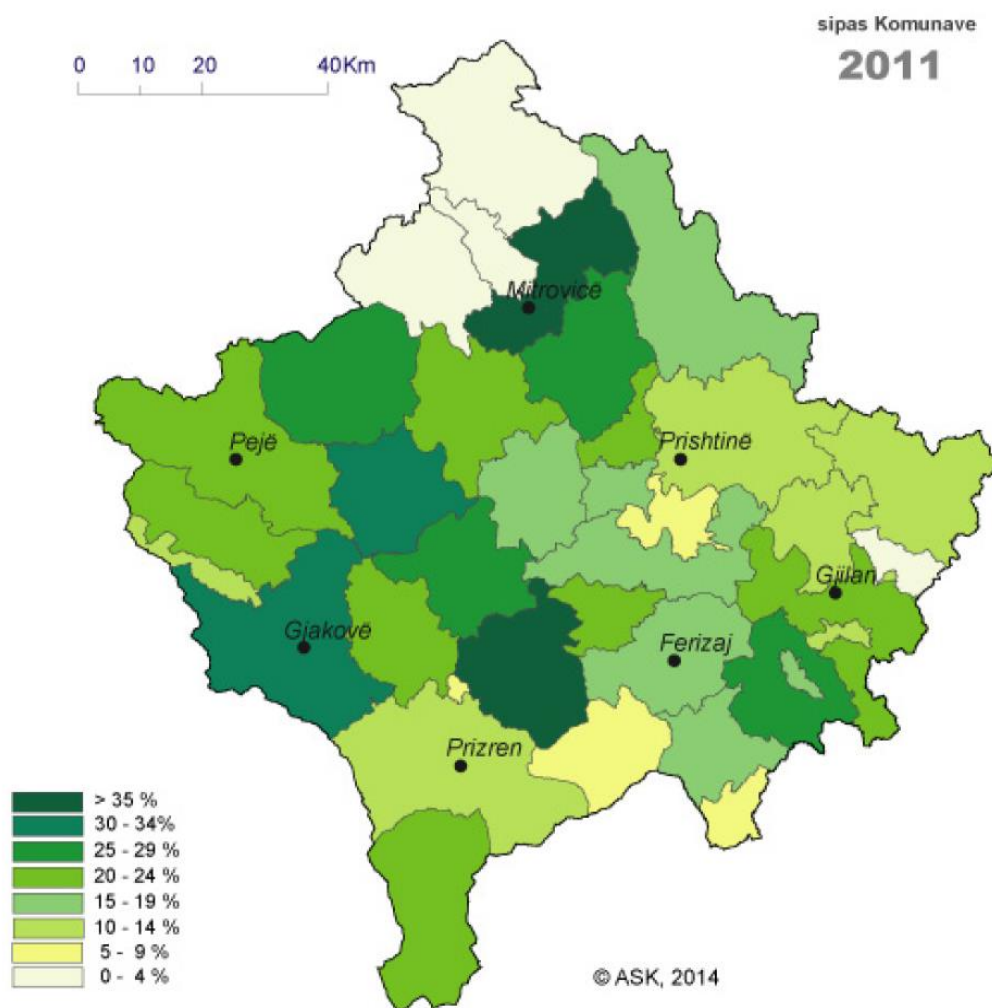 sipas Komunave
2011
0 10 20 40Km
Mitrovicë
Pejë
Prishtinë
Gjilan
Gjakovë
Ferizaj
Prizren
> 35 %
30 - 34%
25 - 29 %
20 - 24 %
15 - 19 %
10 - 14 %
5 - 9 %
0 - 4 %
© ASK, 2014